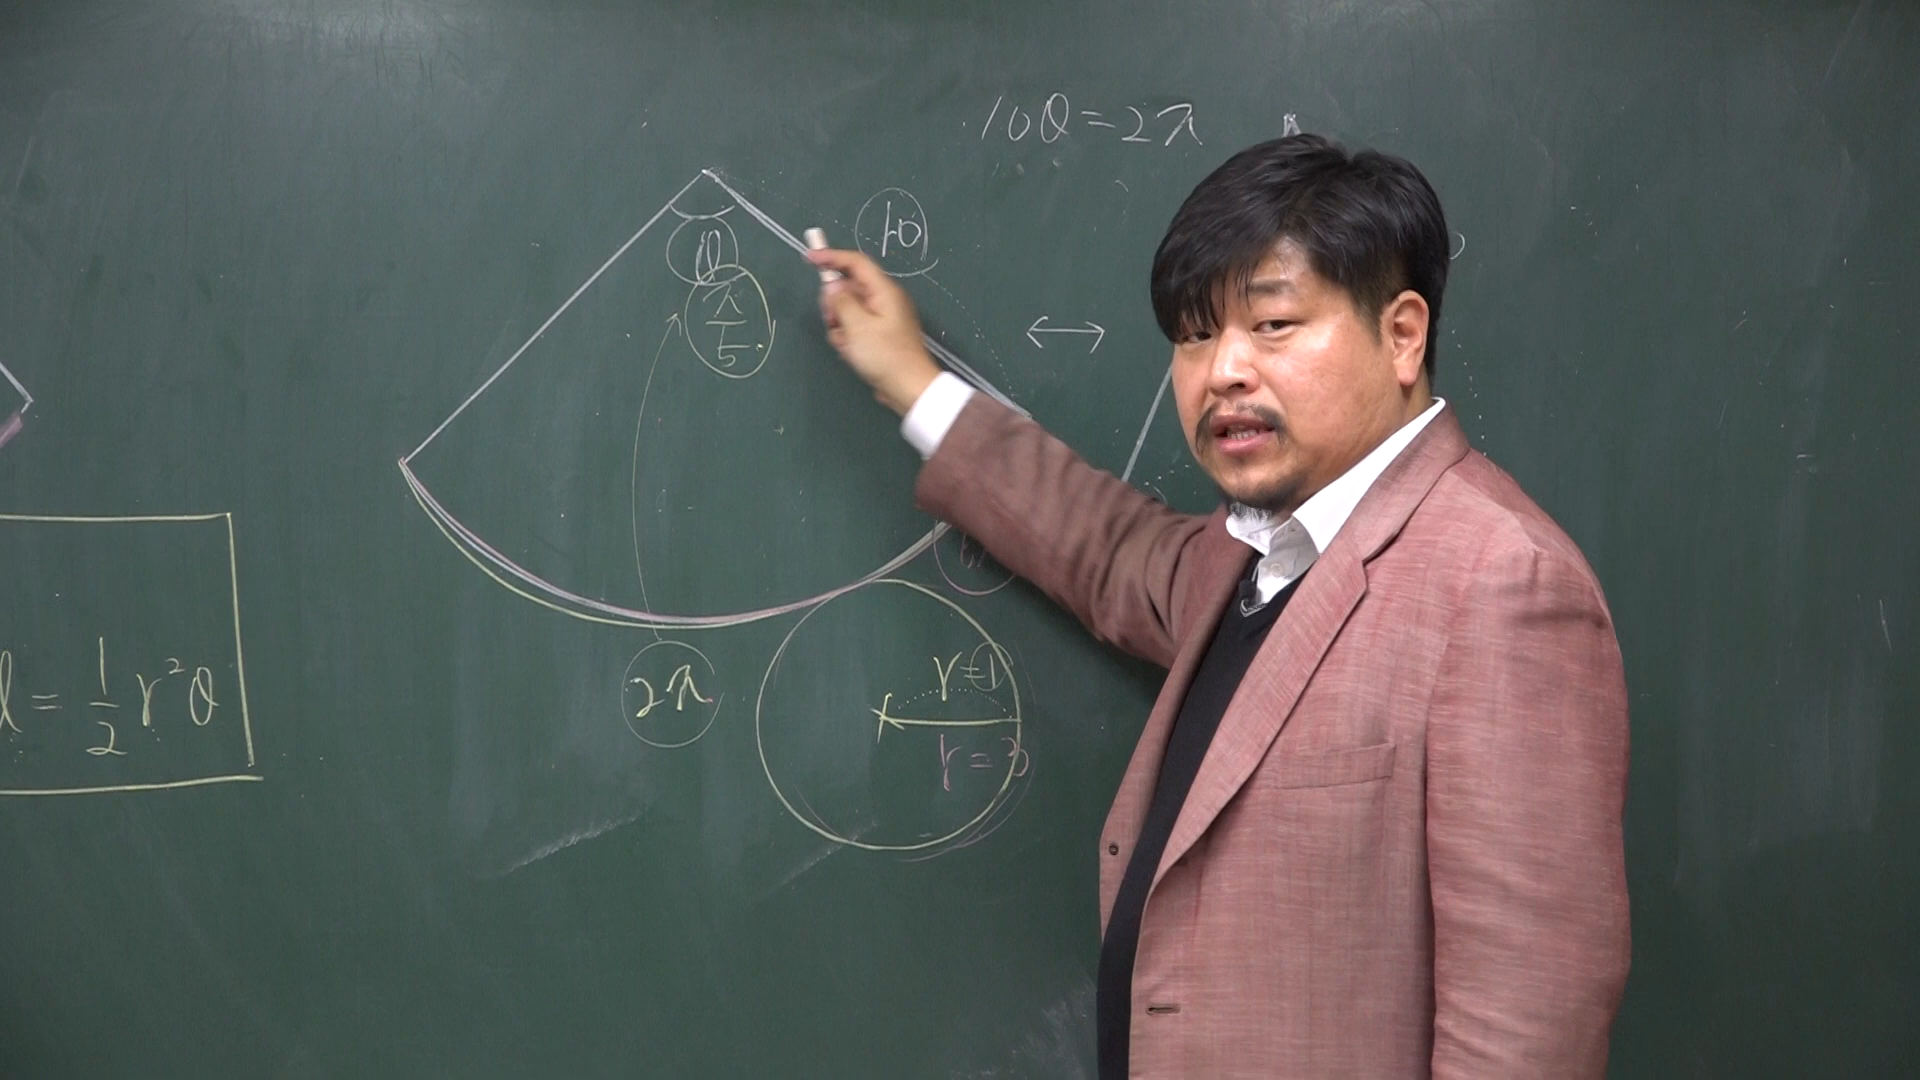 10θ=2π
10
θ
π/5
l = 1/2 r²θ
2π
r=1
r=3